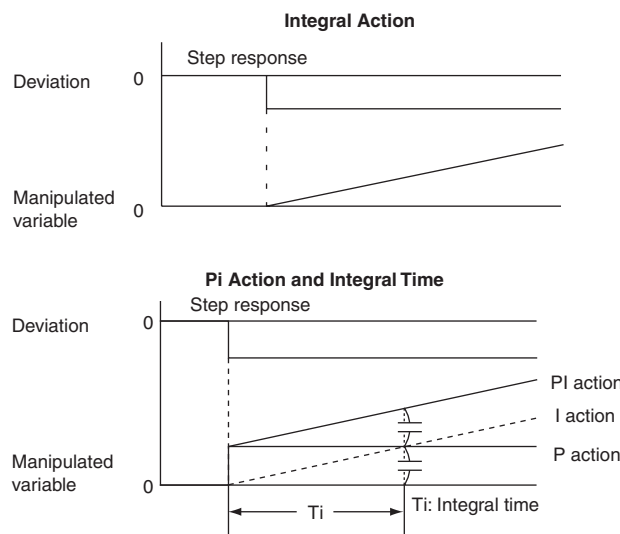 Integral Action
Step response
Deviation 0
Manipulated
variable 0
Pi Action and Integral Time
Step response
Deviation 0
PI action
I action
P action
Manipulated
variable 0
Ti
Ti: Integral time